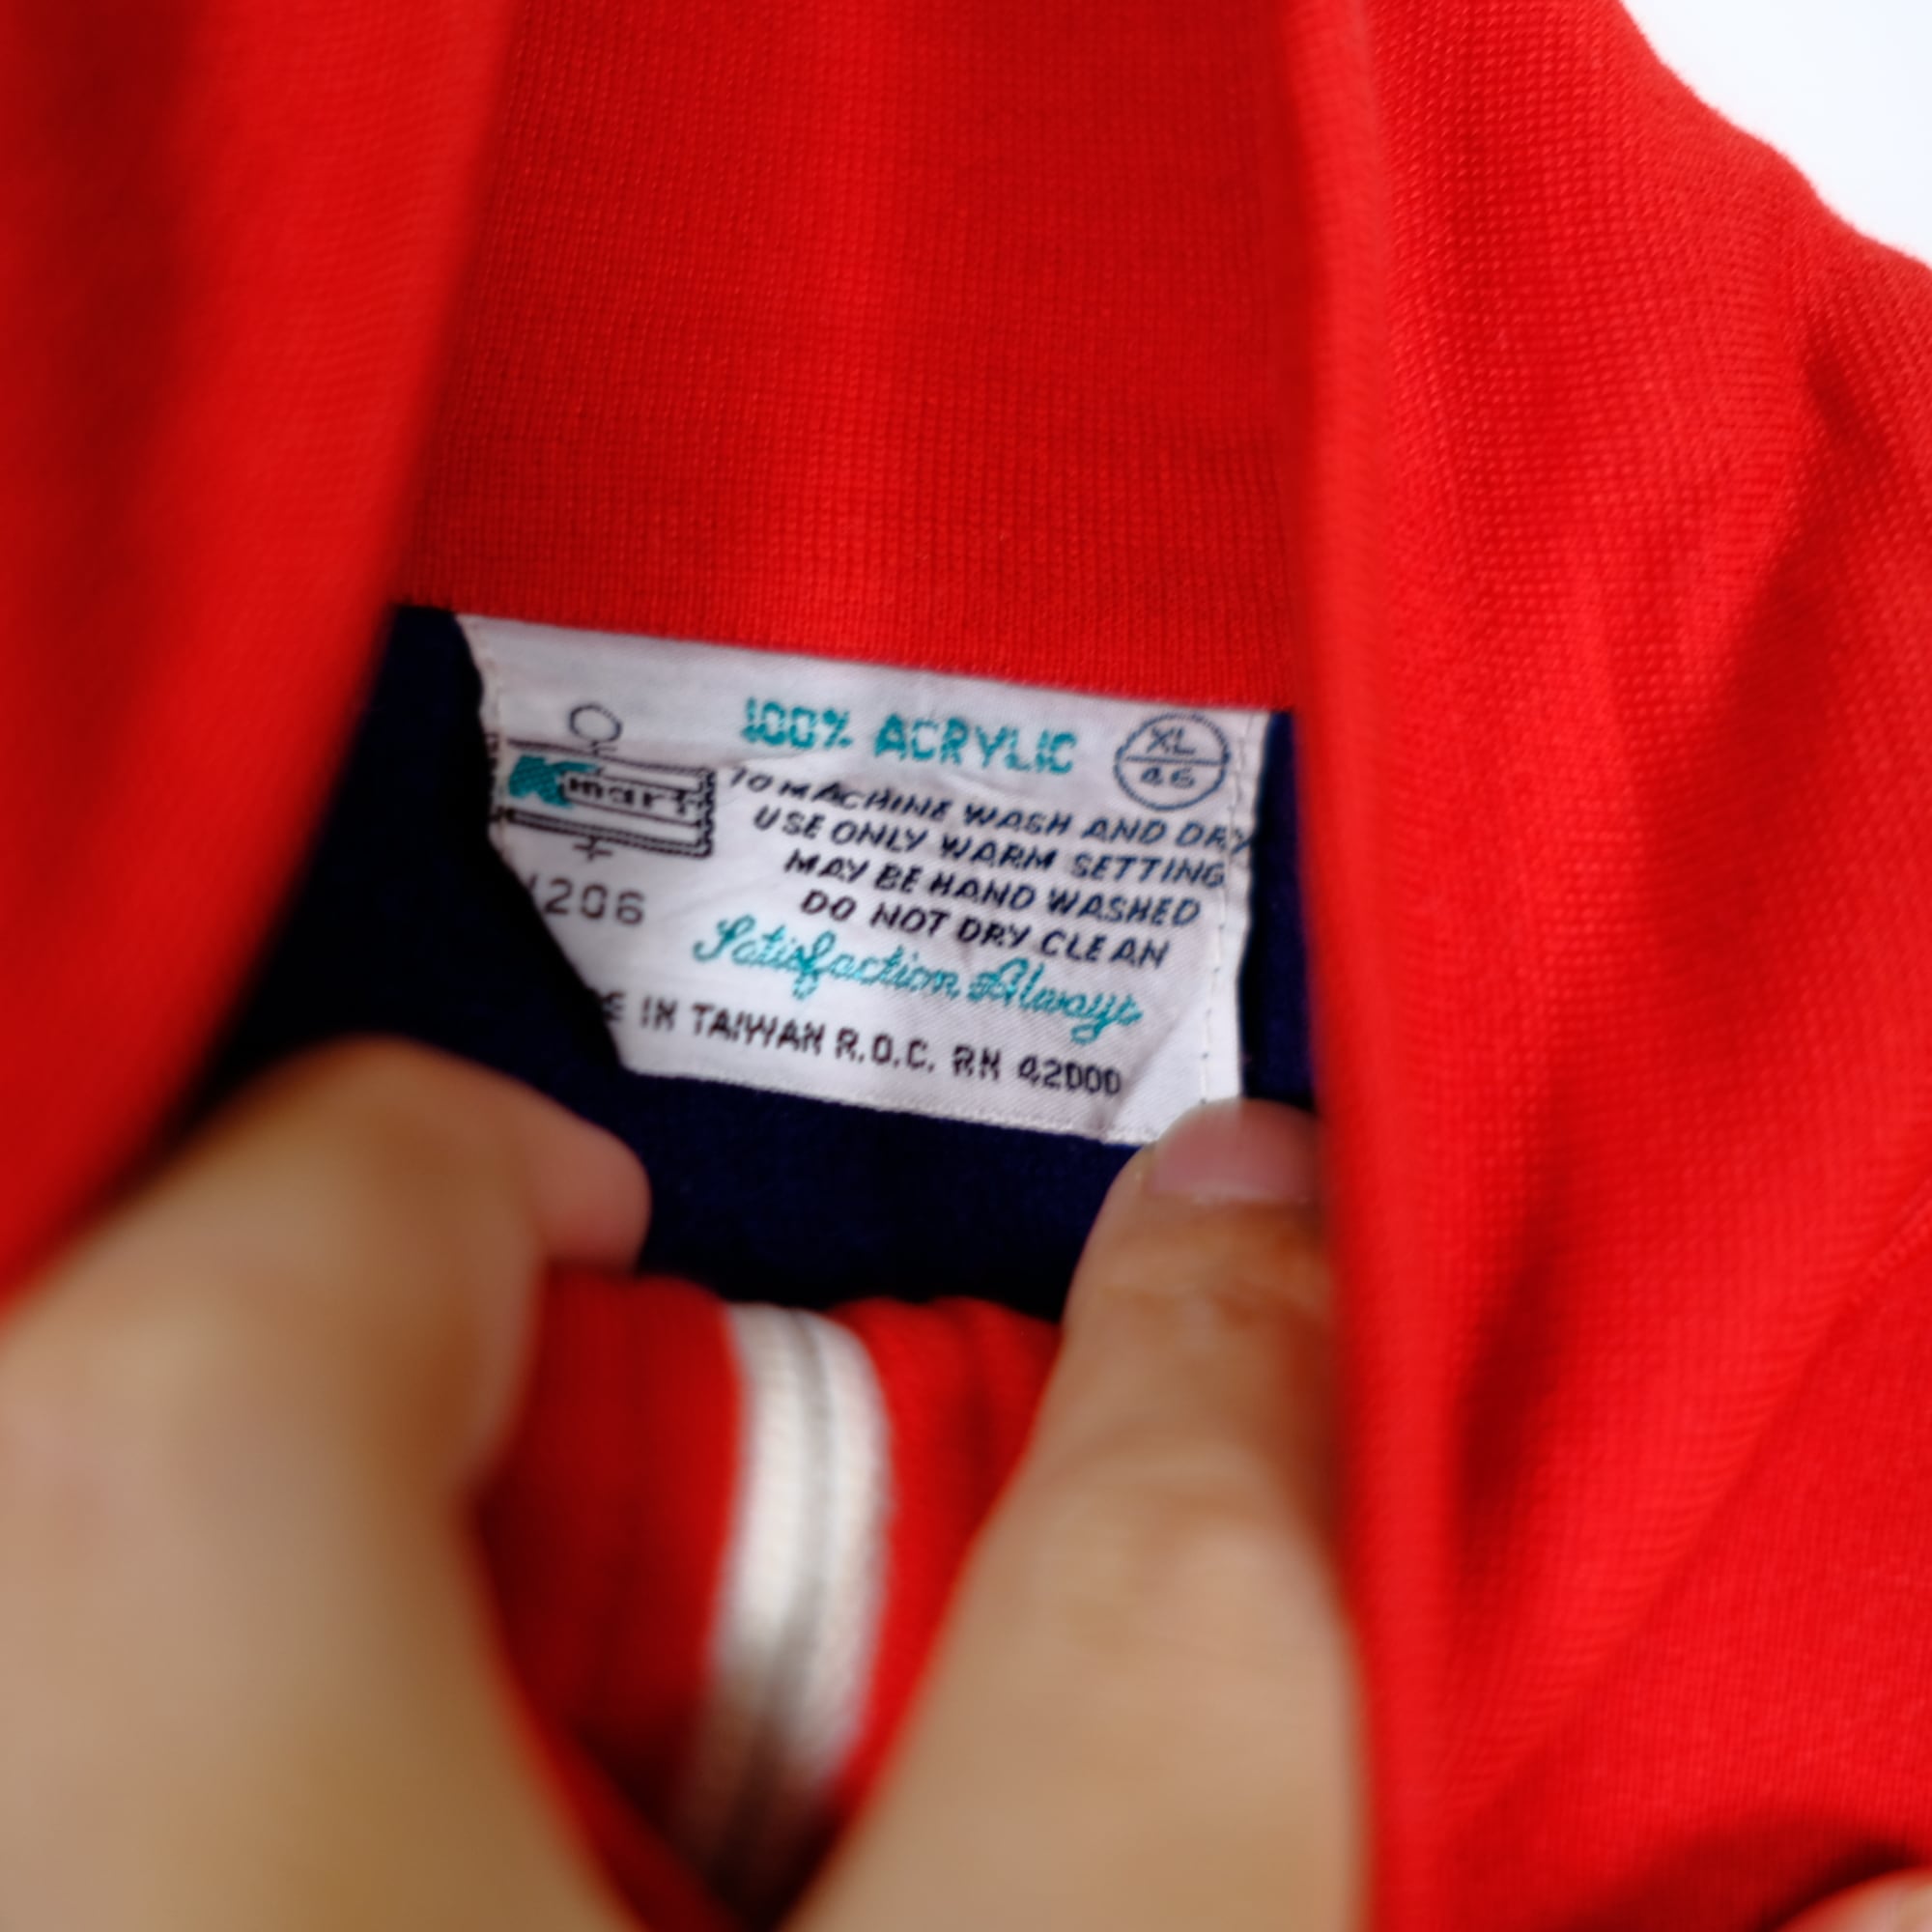 100% ACRYLIC
XL
46
Kmart
TO MACHINE WASH AND DRY
USE ONLY WARM SETTING
MAY BE HAND WASHED
DO NOT DRY CLEAN
206
Satisfaction Always
E IN TAIWAN R.O.C. RN 42000